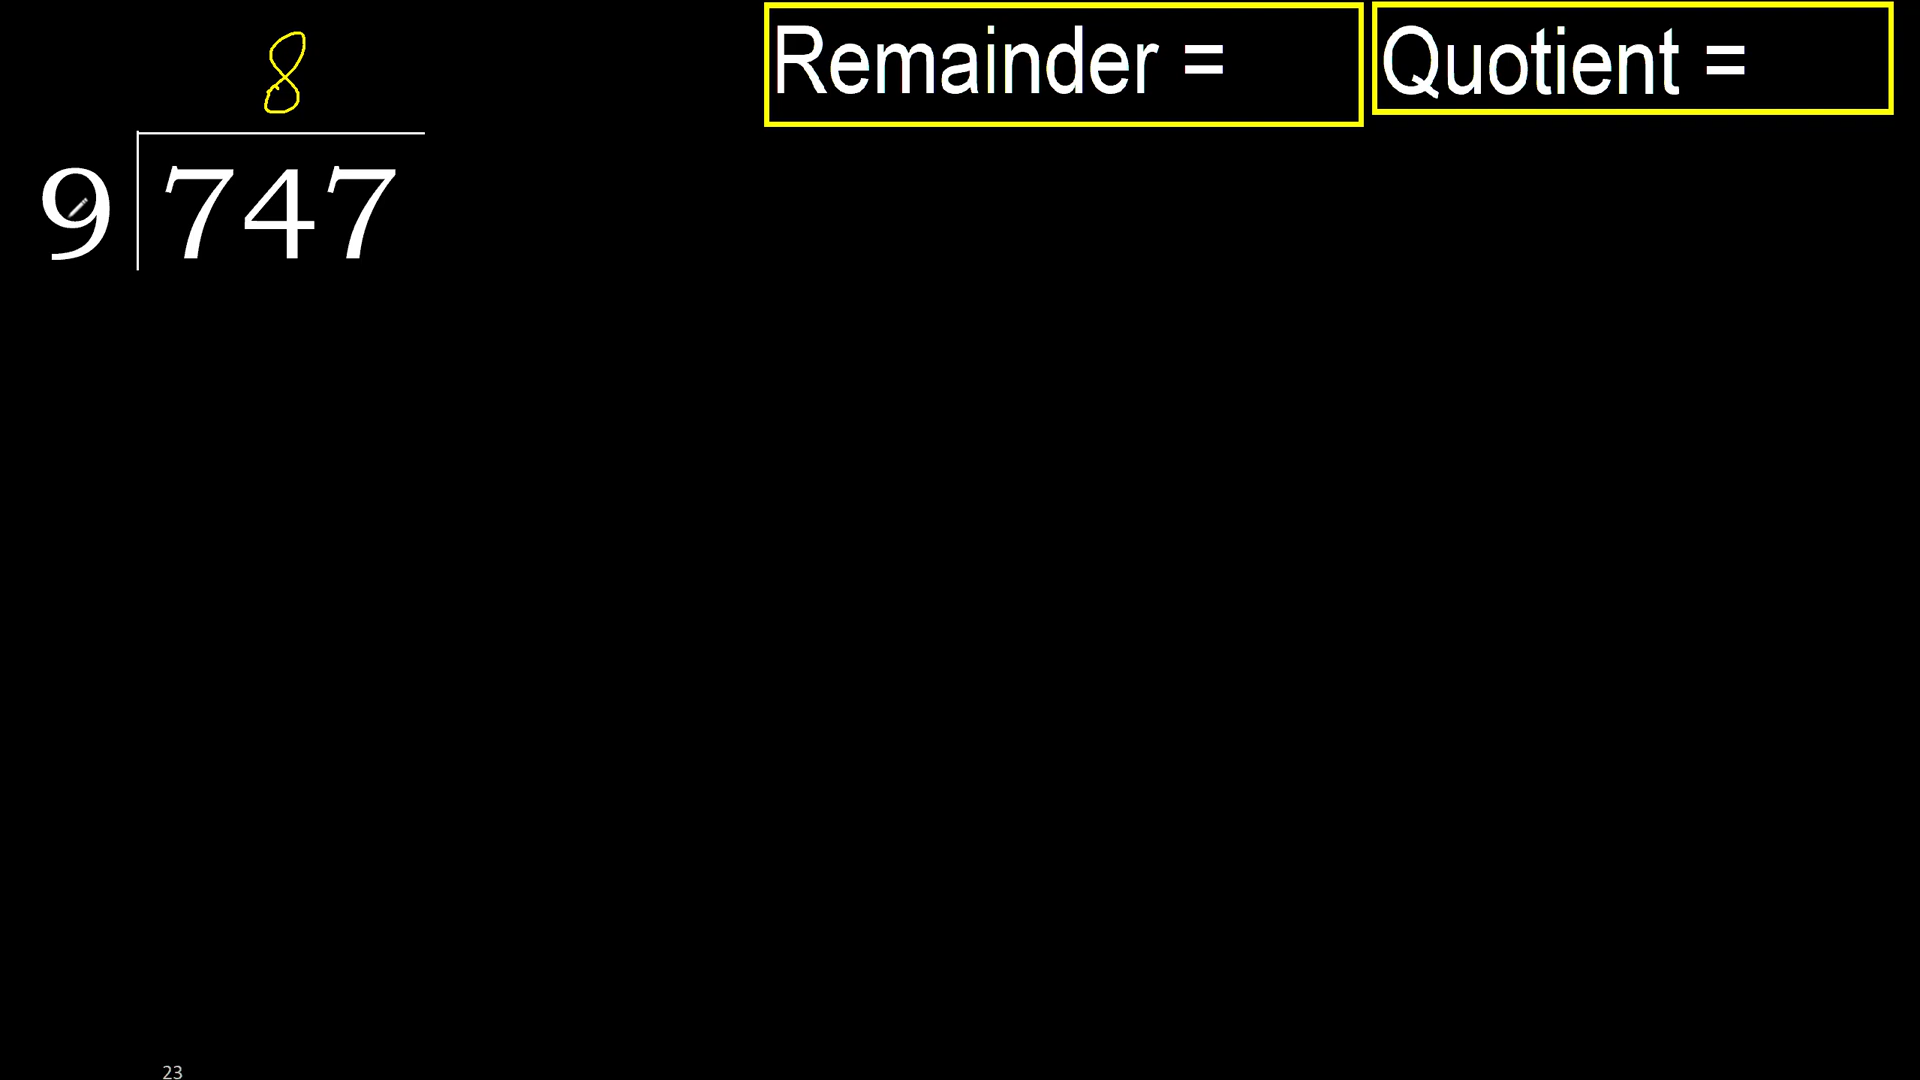 Remainder = Quotient =
8
9 747
23